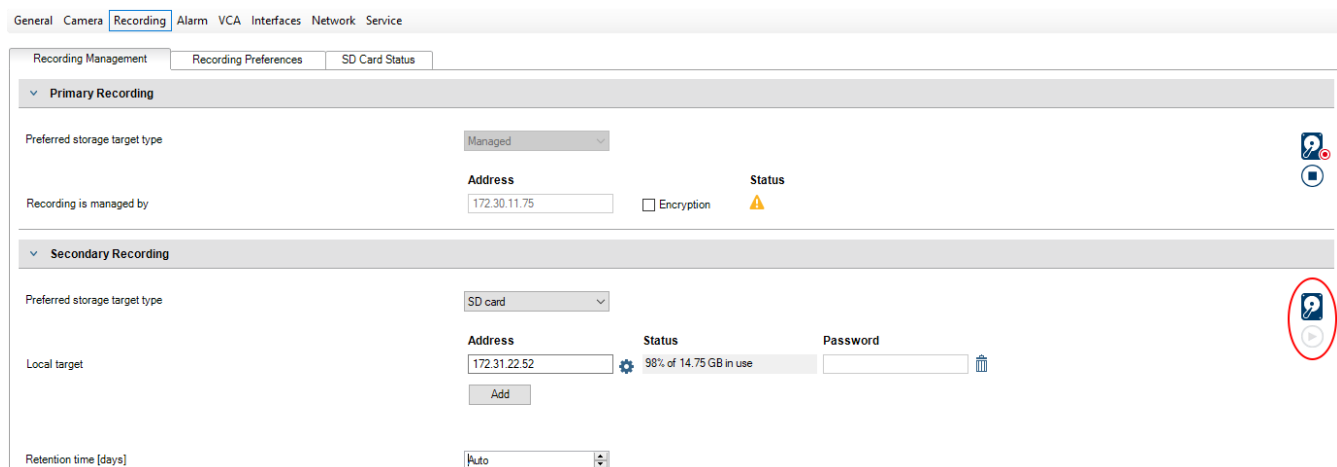 General Camera Recording Alarm VCA Interfaces Network Service
Recording Management Recording Preferences SD Card Status
Primary Recording
Preferred storage target type Managed
Address Status
Recording is managed by 172.30.11.75 Encryption
Secondary Recording
Preferred storage target type SD card
Address Status Password
Local target 172.31.22.52 98% of 14.75 GB in use
Add
Retention time [days] Auto